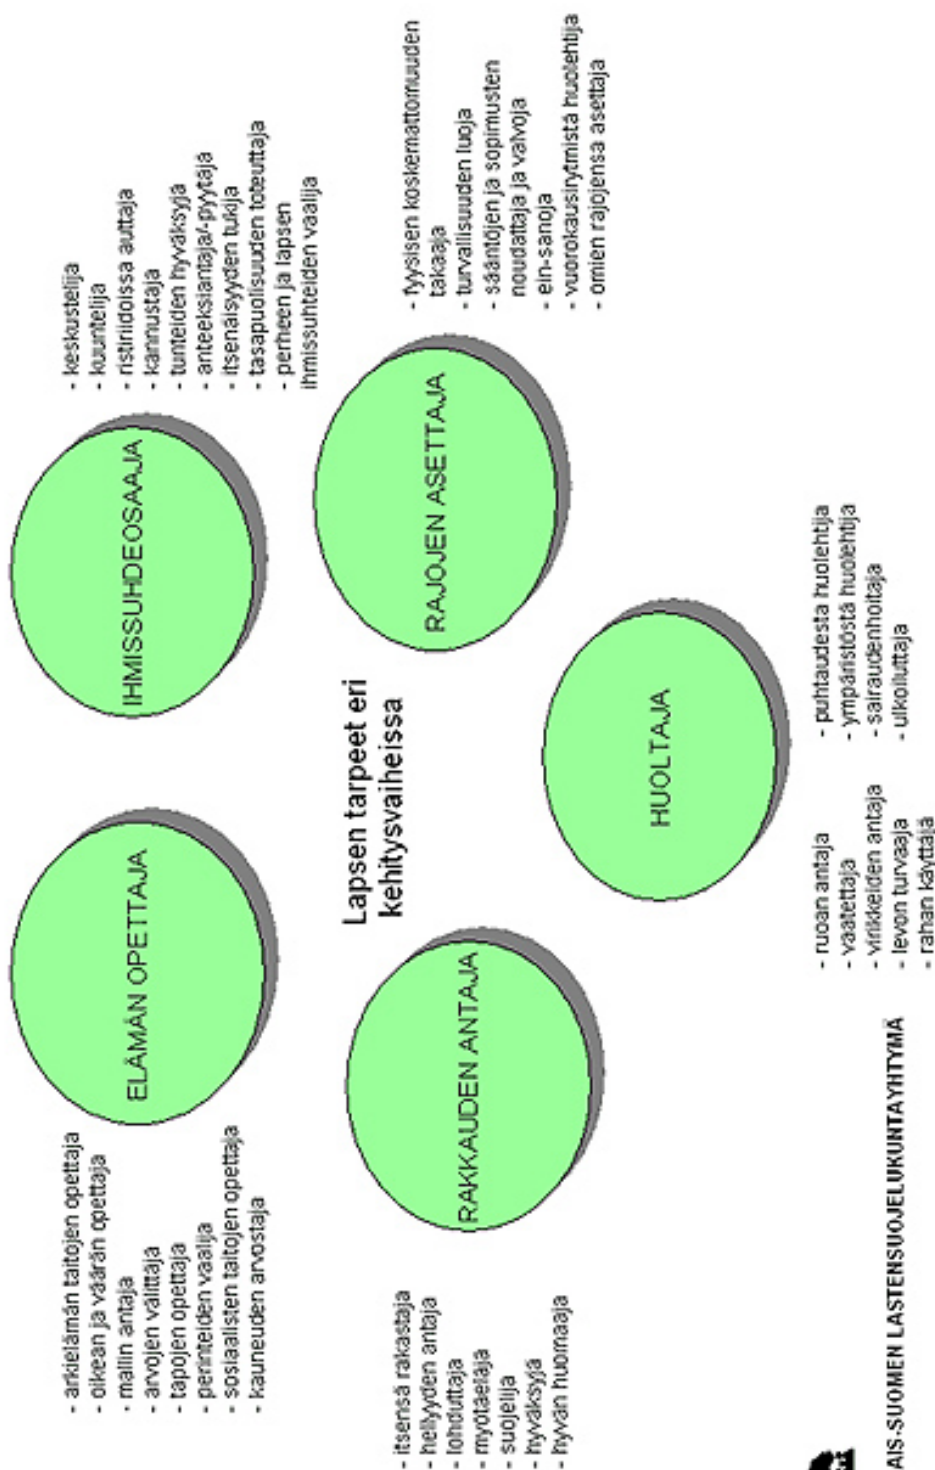 - arkielämän taitojen opettaja
- oikean ja väärän opettaja
- mallin antaja
- arvojen välittäjä
- tapojen opettaja
- perinteiden vaalija
- sosiaalisten taitojen opettaja
- kauneuden arvostaja
ELÄMÄN OPETTAJA
IHMISSUHDEOSAAJA
- keskustelija
- kuuntelija
- ristiriidoissa auttaja
- kannustaja
- tunteiden hyväksyjä
- anteeksiantaja/-pyytäjä
- itsenäisyyden tukija
- tasapuolisuuden toteuttaja
- perheen ja lapsen
ihmissuhteiden vaalija
Lapsen tarpeet eri
kehitysvaiheissa
- itsensä rakastaja
- hellyyden antaja
- lohduttaja
- myötäeläjä
- suojelija
- hyväksyjä
- hyvän huomaaja
RAKKAUDEN ANTAJA
RAJOJEN ASETTAJA
- fyysisen koskemattomuuden
takaaja
- turvallisuuden luoja
- sääntöjen ja sopimusten
noudattaja ja valvoja
- ein-sanoja
- vuorokausirytmistä huolehtija
- omien rajojensa asettaja
HUOLTAJA
- ruoan antaja
- vaatettaja
- virikkeiden antaja
- levon turvaaja
- rahan käyttäjä
- puhtaudesta huolehtija
- ympäristöstä huolehtija
- sairaudenhoitaja
- ulkoiluttaja
AIS-SUOMEN LASTENSUOJELUKUNTAYHTYMÄ